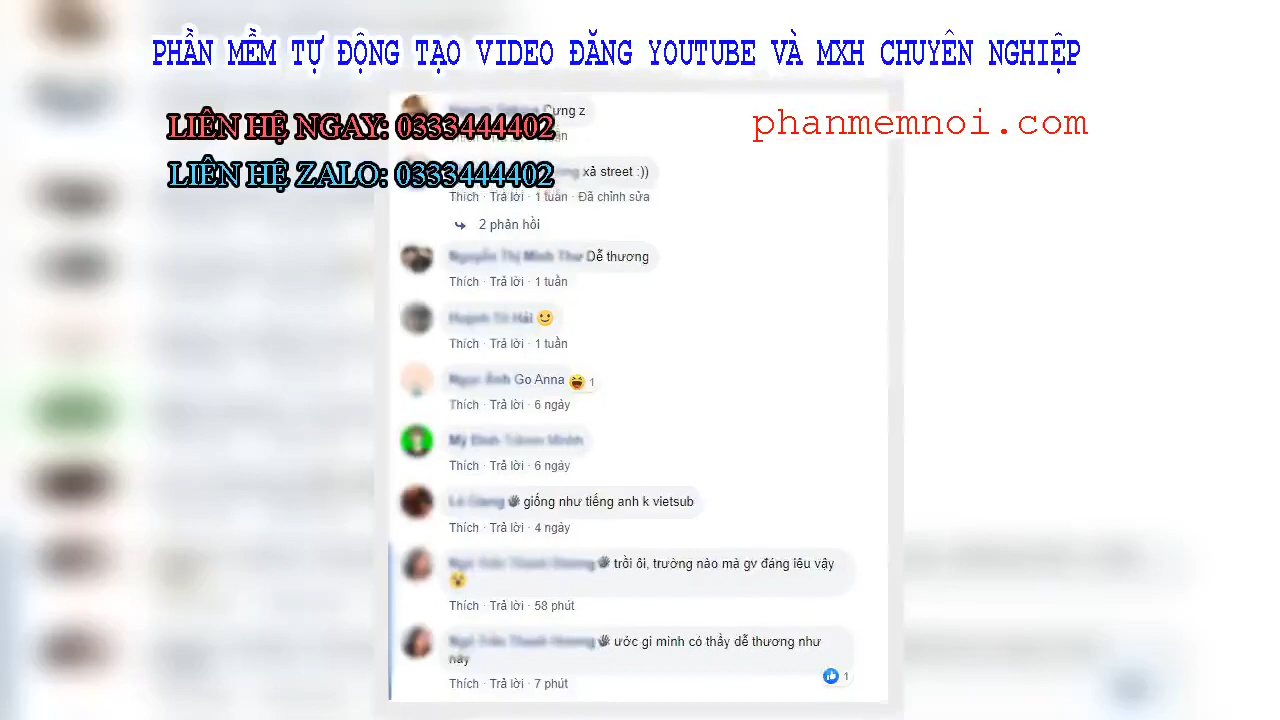 PHẦN MỀM TỰ ĐỘNG TẠO VIDEO ĐĂNG YOUTUBE VÀ MXH CHUYÊN NGHIỆP
LIÊN HỆ NGAY: 0333444402
phanmemnoi.com
LIÊN HỆ ZALO: 0333444402
Cưng z
xả street :))
Thích · Trả lời · 1 tuần · Đã chỉnh sửa
2 phản hồi
Dễ thương
Thích · Trả lời · 1 tuần
Thích · Trả lời · 1 tuần
Go Anna 1
Thích · Trả lời · 6 ngày
Thích · Trả lời · 6 ngày
giống như tiếng anh k vietsub
Thích · Trả lời · 4 ngày
trồi ôi, trường nào mà gv đáng iêu vậy
Thích · Trả lời · 58 phút
ước gì mình có thầy dễ thương như
này
1
Thích · Trả lời · 7 phút